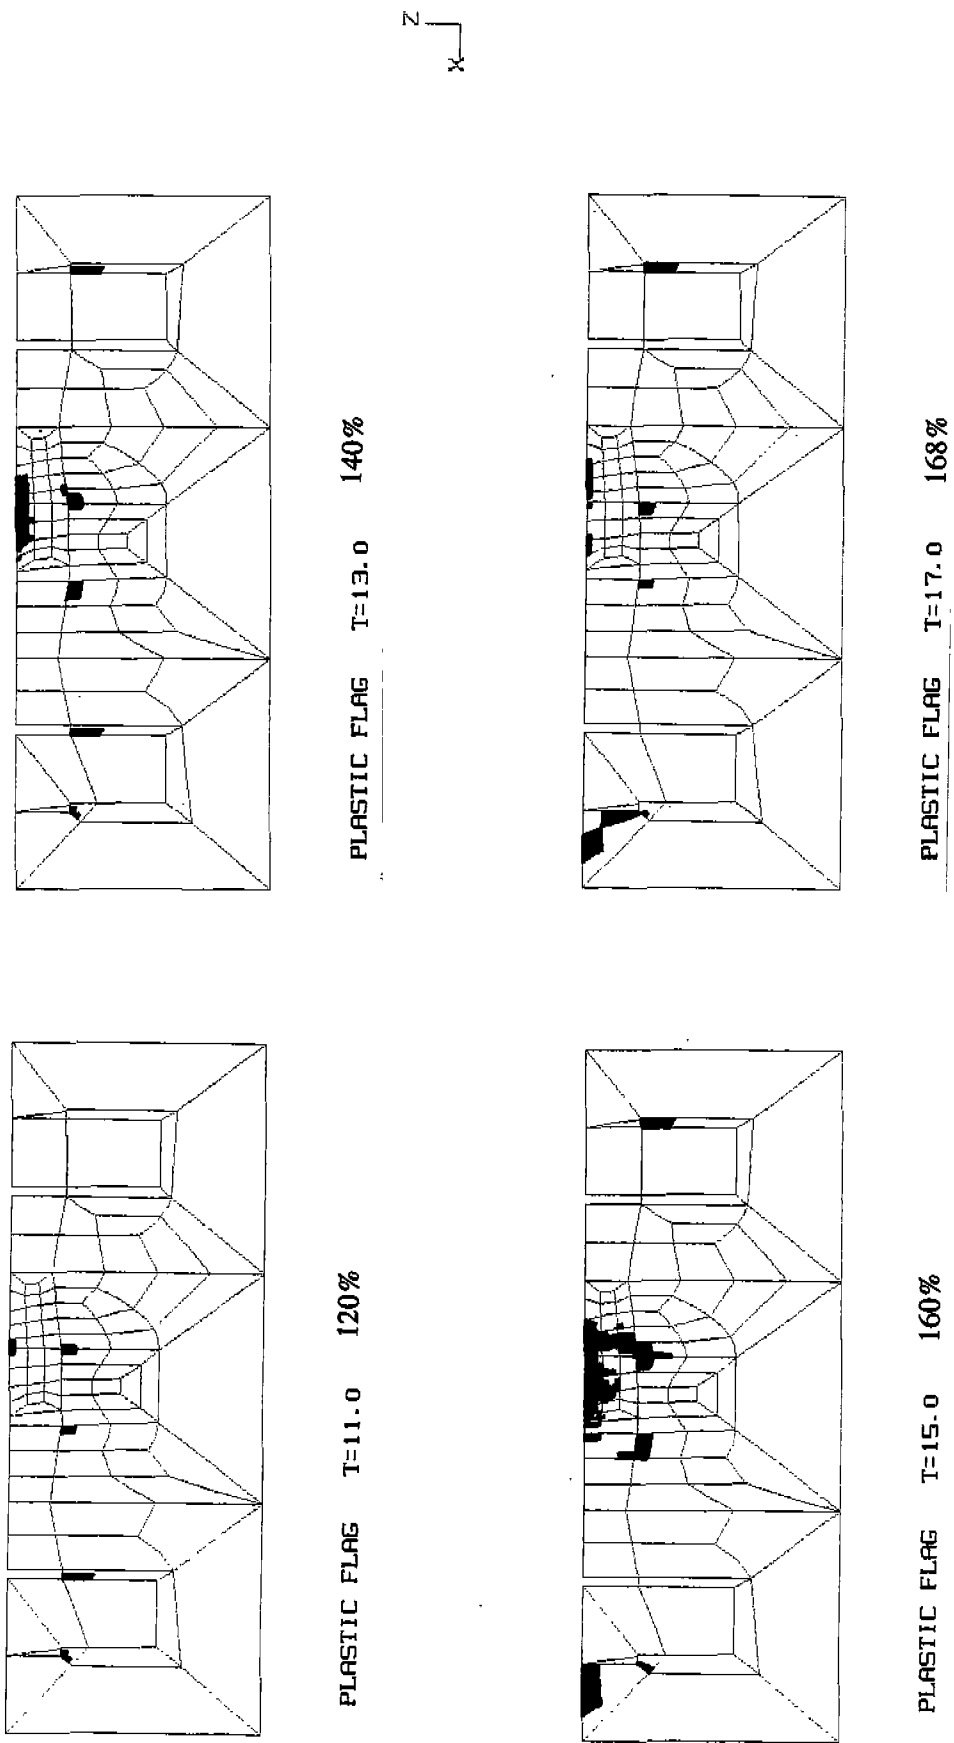 Z
X
PLASTIC FLAG T=11.0 120%
PLASTIC FLAG T=13.0 140%
PLASTIC FLAG T=15.0 160%
PLASTIC FLAG T=17.0 168%